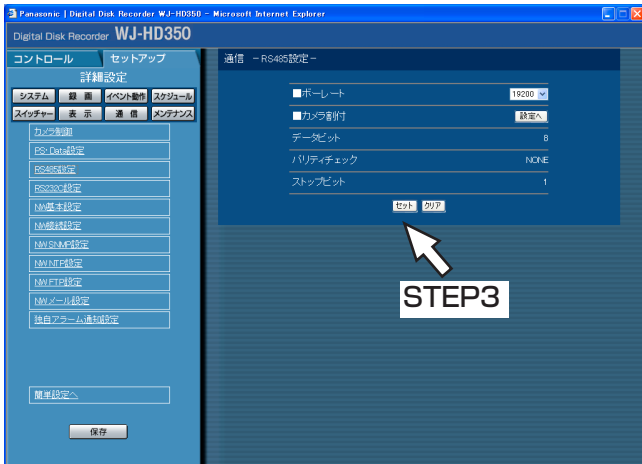 Panasonic | Digital Disk Recorder WJ-HD350 - Microsoft Internet Explorer
Digital Disk Recorder WJ-HD350
コントロール セットアップ
詳細設定
システム 録 画 イベント動作 スケジュール
スイッチャー 表 示 通 信 メンテナンス
カメラ制御
PS･Data設定
RS485設定
RS232C設定
NW基本設定
NW接続設定
NW SNMP設定
NW NTP設定
NW FTP設定
NWメール設定
独自アラーム通知設定
簡単設定へ
保存
通信 －RS485設定－
■ボーレート 19200
■カメラ割付 設定へ
データビット 8
パリティチェック NONE
ストップビット 1
セット クリア
STEP3